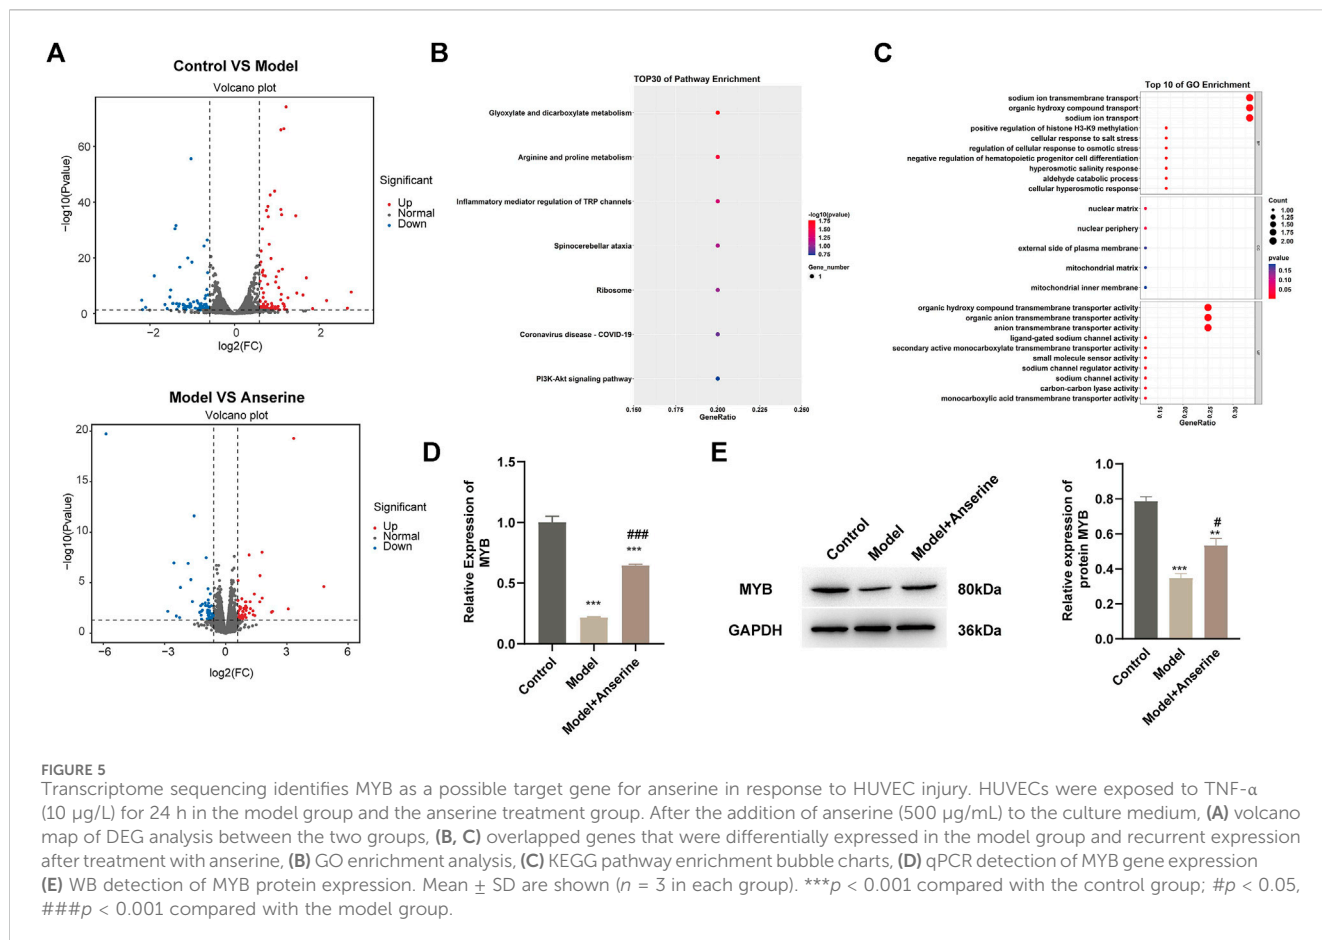 A
Control VS Model
Volcano plot
60
40
20
0
−log10(Pvalue)
−2
0
2
log2(FC)
Significant
Up
Normal
Down
Model VS Anserine
Volcano plot
20
15
10
5
0
−log10(Pvalue)
−6
−3
0
3
6
log2(FC)
Significant
Up
Normal
Down
B
TOP30 of Pathway Enrichment
Glyoxylate and dicarboxylate metabolism
Arginine and proline metabolism
Inflammatory mediator regulation of TRP channels
Spinocerebellar ataxia
Ribosome
Coronavirus disease - COVID-19
PI3K-Akt signaling pathway
0.150
0.175
0.200
0.225
0.250
GeneRatio
-log10(pvalue)
1.75
1.50
1.25
1.00
0.75
Gene_number
1
C
Top 10 of GO Enrichment
sodium ion transmembrane transport
organic hydroxy compound transport
sodium ion transport
positive regulation of histone H3-K9 methylation
cellular response to salt stress
regulation of cellular response to osmotic stress
negative regulation of hematopoietic progenitor cell differentiation
hyperosmotic salinity response
aldehyde catabolic process
cellular hyperosmotic response
nuclear matrix
nuclear periphery
external side of plasma membrane
mitochondrial matrix
mitochondrial inner membrane
organic hydroxy compound transmembrane transporter activity
organic anion transmembrane transporter activity
anion transmembrane transporter activity
ligand-gated sodium channel activity
secondary active monocarboxylate transmembrane transporter activity
small molecule sensor activity
sodium channel regulator activity
sodium channel activity
carbon-carbon lyase activity
monocarboxylic acid transmembrane transporter activity
0.15
0.20
0.25
0.30
GeneRatio
Count
1.00
1.25
1.50
1.75
2.00
pvalue
0.15
0.10
0.05
D
Relative Expression of
MYB
1.5
1.0
0.5
0.0
***
###
***
Control
Model
Model+Anserine
E
Control
Model
Model+Anserine
MYB
80kDa
GAPDH
36kDa
Relative expression of
protein MYB
1.0
0.8
0.6
0.4
0.2
0.0
***
#
**
Control
Model
Model+Anserine
FIGURE 5
Transcriptome sequencing identifies MYB as a possible target gene for anserine in response to HUVEC injury. HUVECs were exposed to TNF-α
(10 μg/L) for 24 h in the model group and the anserine treatment group. After the addition of anserine (500 μg/mL) to the culture medium, (A) volcano
map of DEG analysis between the two groups, (B, C) overlapped genes that were differentially expressed in the model group and recurrent expression
after treatment with anserine, (B) GO enrichment analysis, (C) KEGG pathway enrichment bubble charts, (D) qPCR detection of MYB gene expression
(E) WB detection of MYB protein expression. Mean ± SD are shown (n = 3 in each group). ***p < 0.001 compared with the control group; #p < 0.05,
###p < 0.001 compared with the model group.